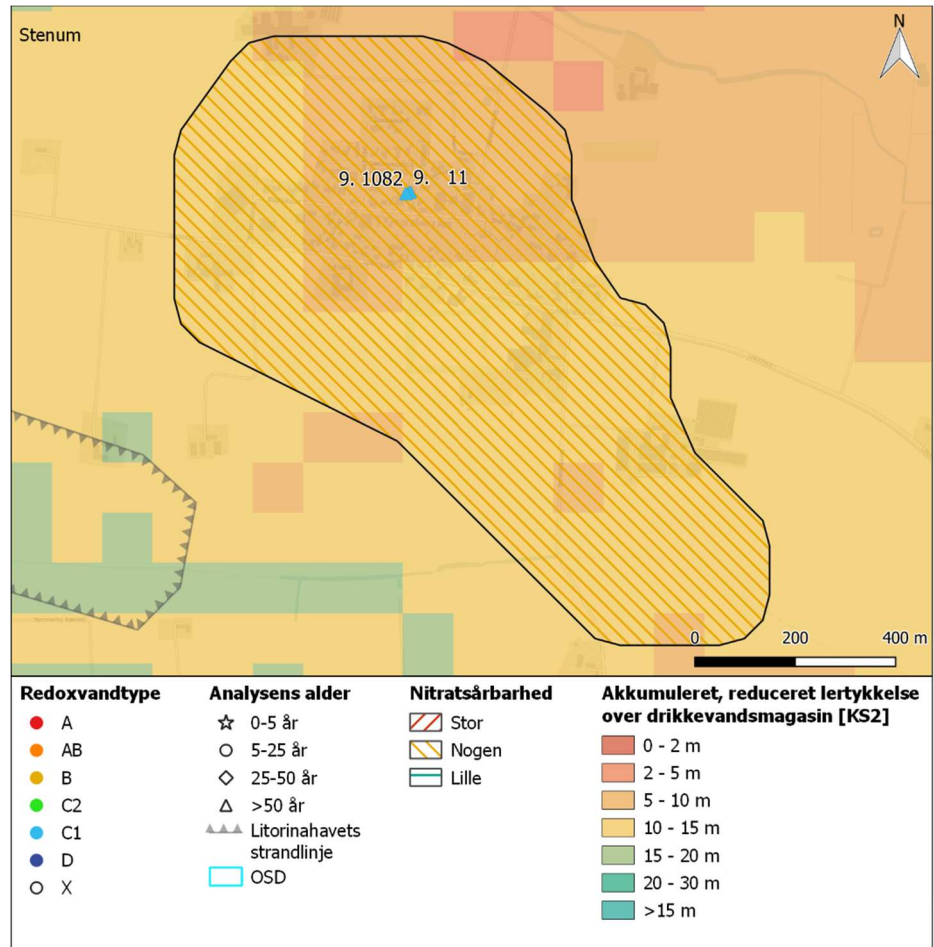 Stenum
N
9. 1082 9. 11
0 200 400 m
Redoxvandtype
A
AB
B
C2
C1
D
X
Analysens alder
0-5 år
5-25 år
25-50 år
>50 år
Litorinahavets
strandlinje
OSD
Nitratsårbarhed
Stor
Nogen
Lille
Akkumuleret, reduceret lertykkelse
over drikkevandsmagasin [KS2]
0 - 2 m
2 - 5 m
5 - 10 m
10 - 15 m
15 - 20 m
20 - 30 m
>15 m